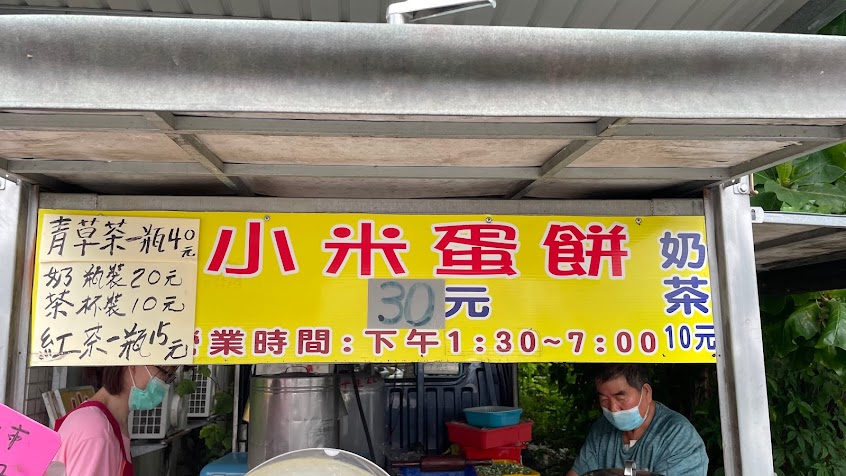 青草茶一瓶40元
奶茶
瓶裝20元
杯裝10元
紅茶一瓶15元
小米蛋餅
30元
營業時間:下午1:30~7:00
奶茶
10元
市